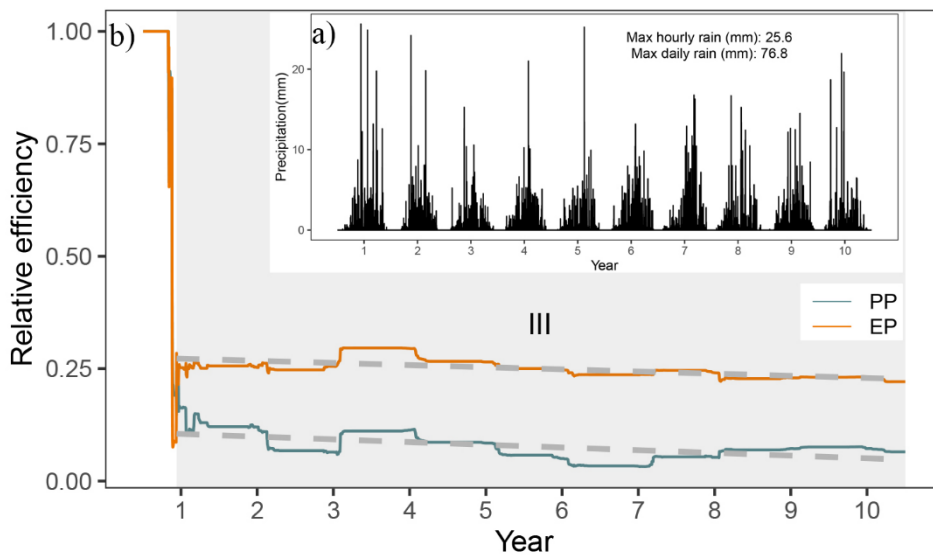 b)
a)
Max hourly rain (mm): 25.6
Max daily rain (mm): 76.8
Precipitation(mm)
20
10
0
1 2 3 4 5 6 7 8 9 10
Year
Relative efficiency
1.00
0.75
0.50
0.25
0.00
III
PP
EP
1 2 3 4 5 6 7 8 9 10
Year